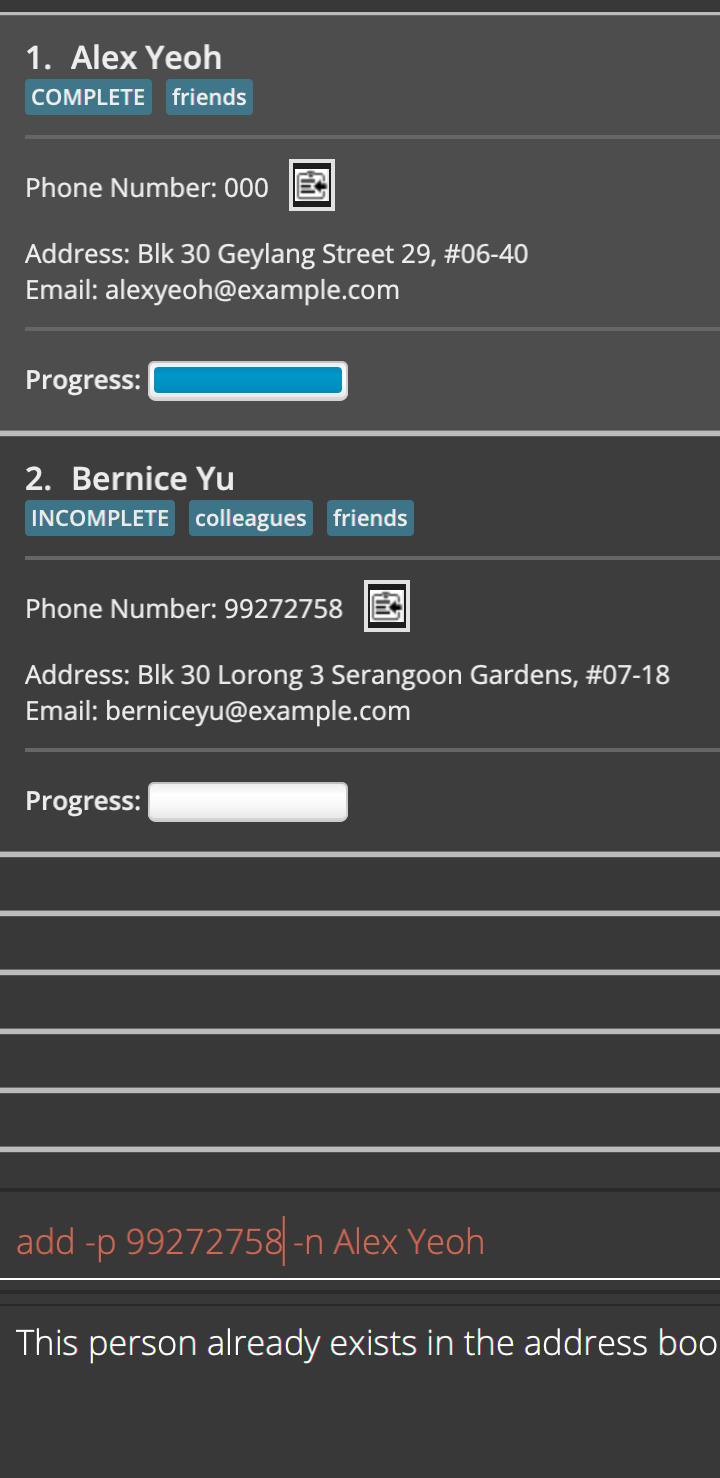 1. Alex Yeoh
COMPLETE friends
Phone Number: 000
Address: Blk 30 Geylang Street 29, #06-40
Email: alexyeoh@example.com
Progress:
2. Bernice Yu
INCOMPLETE colleagues friends
Phone Number: 99272758
Address: Blk 30 Lorong 3 Serangoon Gardens, #07-18
Email: berniceyu@example.com
Progress:
add -p 99272758 -n Alex Yeoh
This person already exists in the address boo